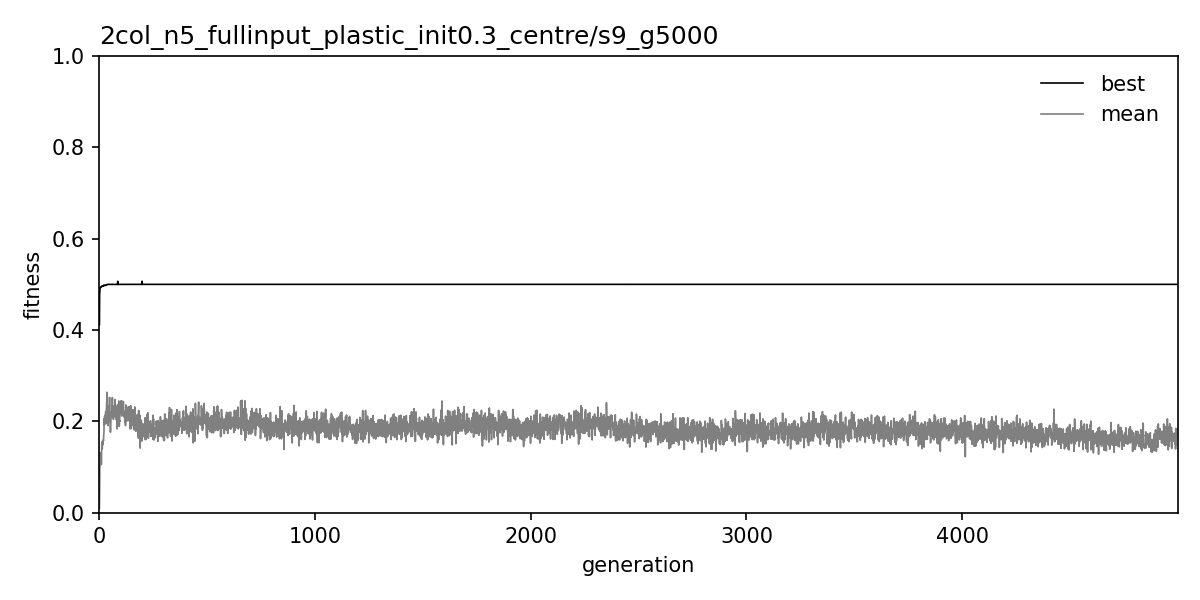 2col_n5_fullinput_plastic_init0.3_centre/s9_g5000
1.0
0.8
0.6
0.4
0.2
0.0
fitness
best
mean
0
1000
2000
3000
4000
generation